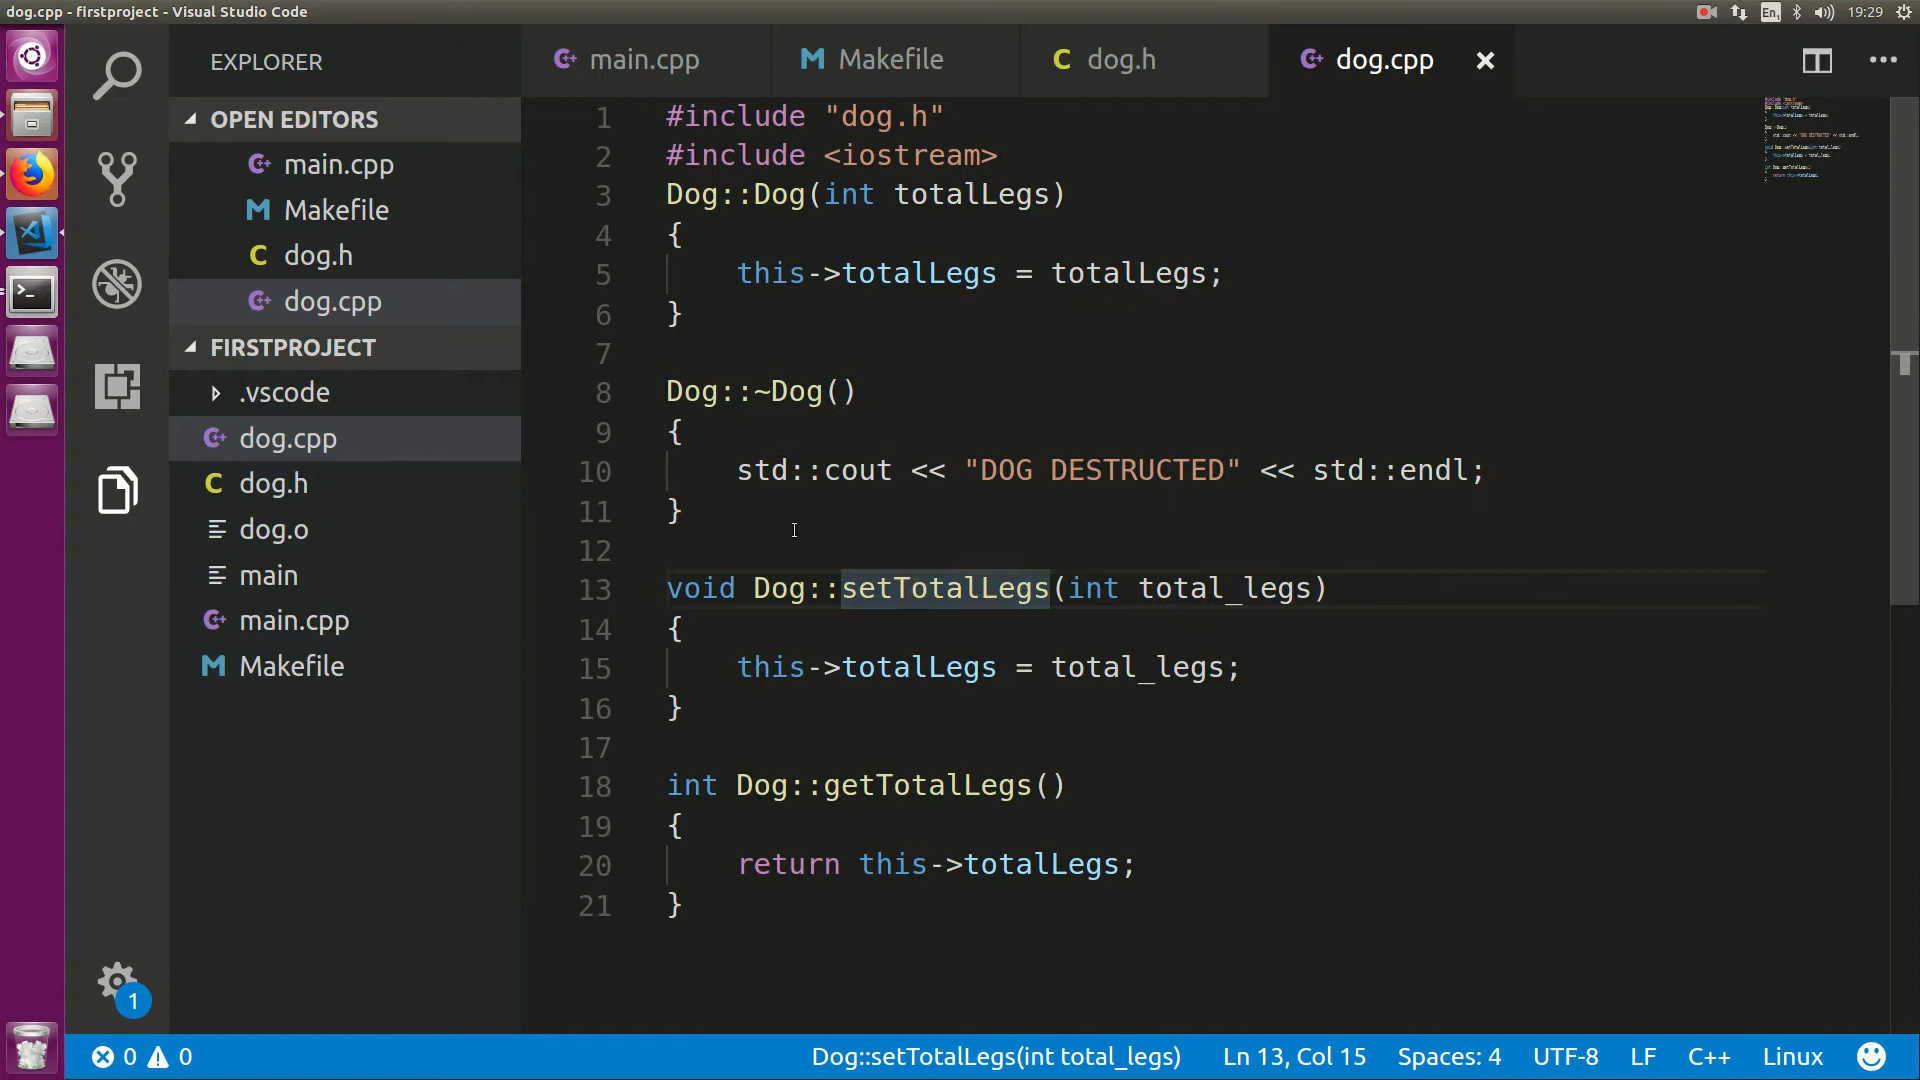 dog.cpp - firstproject - Visual Studio Code
En1
19:29
EXPLORER
OPEN EDITORS
main.cpp
Makefile
dog.h
dog.cpp
FIRSTPROJECT
.vscode
dog.cpp
dog.h
dog.o
main
main.cpp
Makefile
1
main.cpp
Makefile
dog.h
dog.cpp
1 #include "dog.h"
2 #include <iostream>
3 Dog::Dog(int totalLegs)
4 {
5     this->totalLegs = totalLegs;
6 }
7
8 Dog::~Dog()
9 {
10     std::cout << "DOG DESTRUCTED" << std::endl;
11 }
12
13 void Dog::setTotalLegs(int total_legs)
14 {
15     this->totalLegs = total_legs;
16 }
17
18 int Dog::getTotalLegs()
19 {
20     return this->totalLegs;
21 }
0 0 Dog::setTotalLegs(int total_legs) Ln 13, Col 15 Spaces: 4 UTF-8 LF C++ Linux